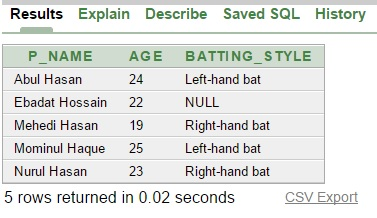 Results Explain Describe Saved SQL History
P_NAME AGE BATTING_STYLE
Abul Hasan 24 Left-hand bat
Ebadat Hossain 22 NULL
Mehedi Hasan 19 Right-hand bat
Mominul Haque 25 Left-hand bat
Nurul Hasan 23 Right-hand bat
5 rows returned in 0.02 seconds CSV Export